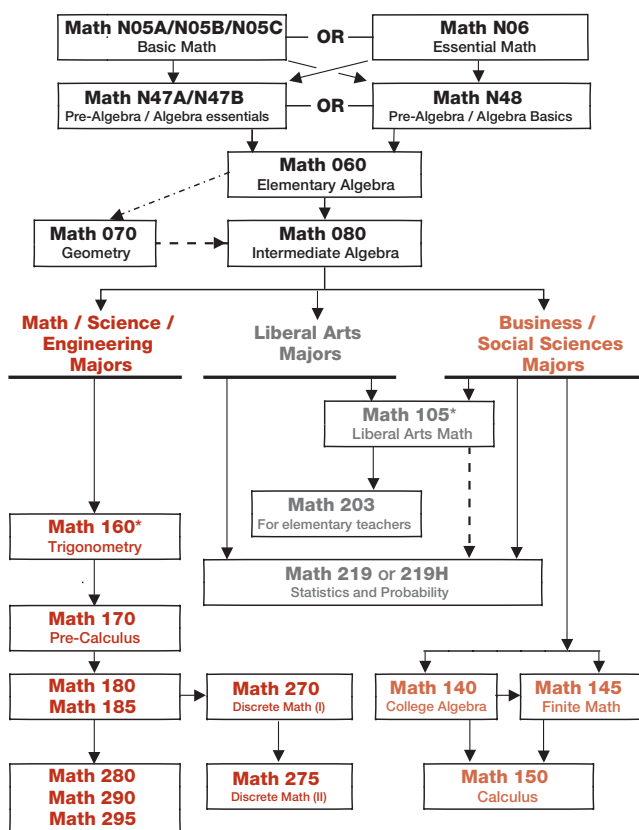 Math N05A/N05B/N05C
Basic Math
OR
Math N06
Essential Math
Math N47A/N47B
Pre-Algebra / Algebra essentials
OR
Math N48
Pre-Algebra / Algebra Basics
Math 060
Elementary Algebra
Math 070
Geometry
Math 080
Intermediate Algebra
Math / Science /
Engineering
Majors
Liberal Arts
Majors
Business /
Social Sciences
Majors
Math 105*
Liberal Arts Math
Math 203
For elementary teachers
Math 160*
Trigonometry
Math 219 or 219H
Statistics and Probability
Math 170
Pre-Calculus
Math 180
Math 185
Math 270
Discrete Math (I)
Math 140
College Algebra
Math 145
Finite Math
Math 280
Math 290
Math 295
Math 275
Discrete Math (II)
Math 150
Calculus